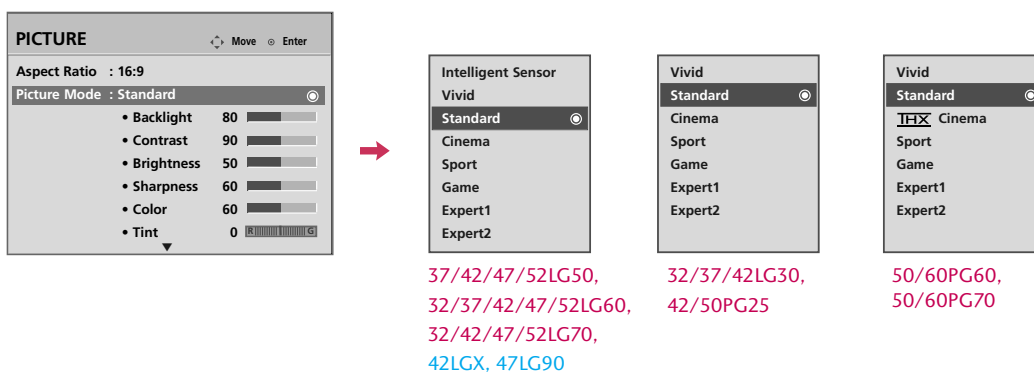 PICTURE Move Enter
Aspect Ratio : 16:9
Picture Mode : Standard
• Backlight 80
• Contrast 90
• Brightness 50
• Sharpness 60
• Color 60
• Tint 0 R G
Intelligent Sensor
Vivid
Standard
Cinema
Sport
Game
Expert1
Expert2
37/42/47/52LG50,
32/37/42/47/52LG60,
32/42/47/52LG70,
42LGX, 47LG90
Vivid
Standard
Cinema
Sport
Game
Expert1
Expert2
32/37/42LG30,
42/50PG25
Vivid
Standard
THX Cinema
Sport
Game
Expert1
Expert2
50/60PG60,
50/60PG70